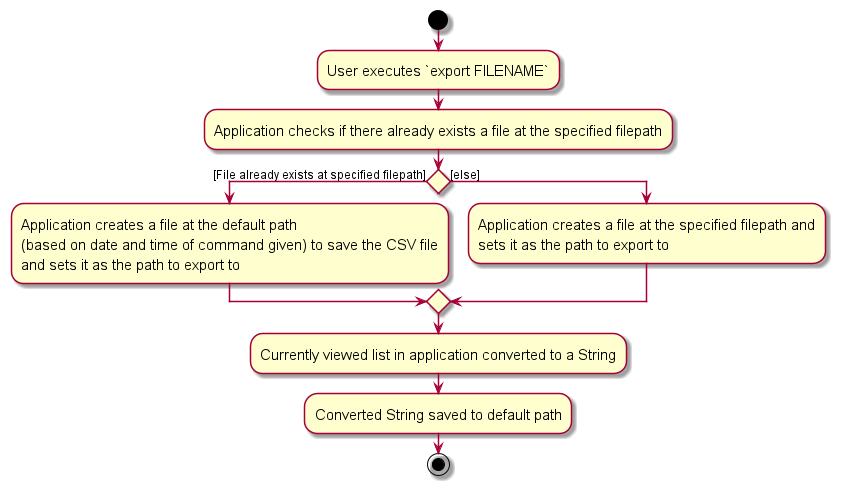 User executes `export FILENAME`
Application checks if there already exists a file at the specified filepath
[File already exists at specified filepath]
[else]
Application creates a file at the default path
(based on date and time of command given) to save the CSV file
and sets it as the path to export to
Application creates a file at the specified filepath and
sets it as the path to export to
Currently viewed list in application converted to a String
Converted String saved to default path